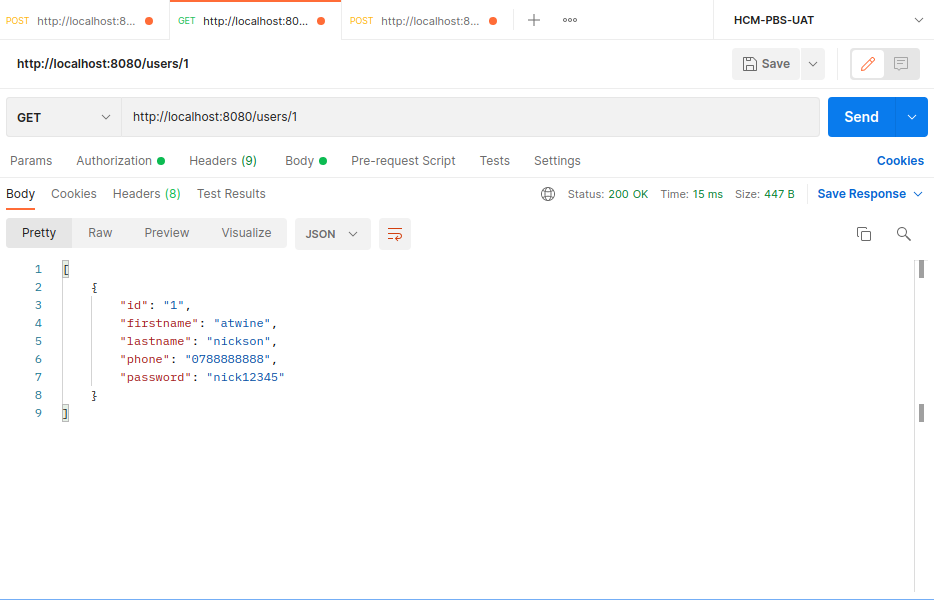 POST http://localhost:8... GET http://localhost:80... POST http://localhost:8... HCM-PBS-UAT
http://localhost:8080/users/1 Save
GET http://localhost:8080/users/1 Send
Params Authorization Headers (9) Body Pre-request Script Tests Settings Cookies
Body Cookies Headers (8) Test Results Status: 200 OK Time: 15 ms Size: 447 B Save Response
Pretty Raw Preview Visualize JSON
1 [
2 {
3 "id": "1",
4 "firstname": "atwine",
5 "lastname": "nickson",
6 "phone": "0788888888",
7 "password": "nick12345"
8 }
9 ]